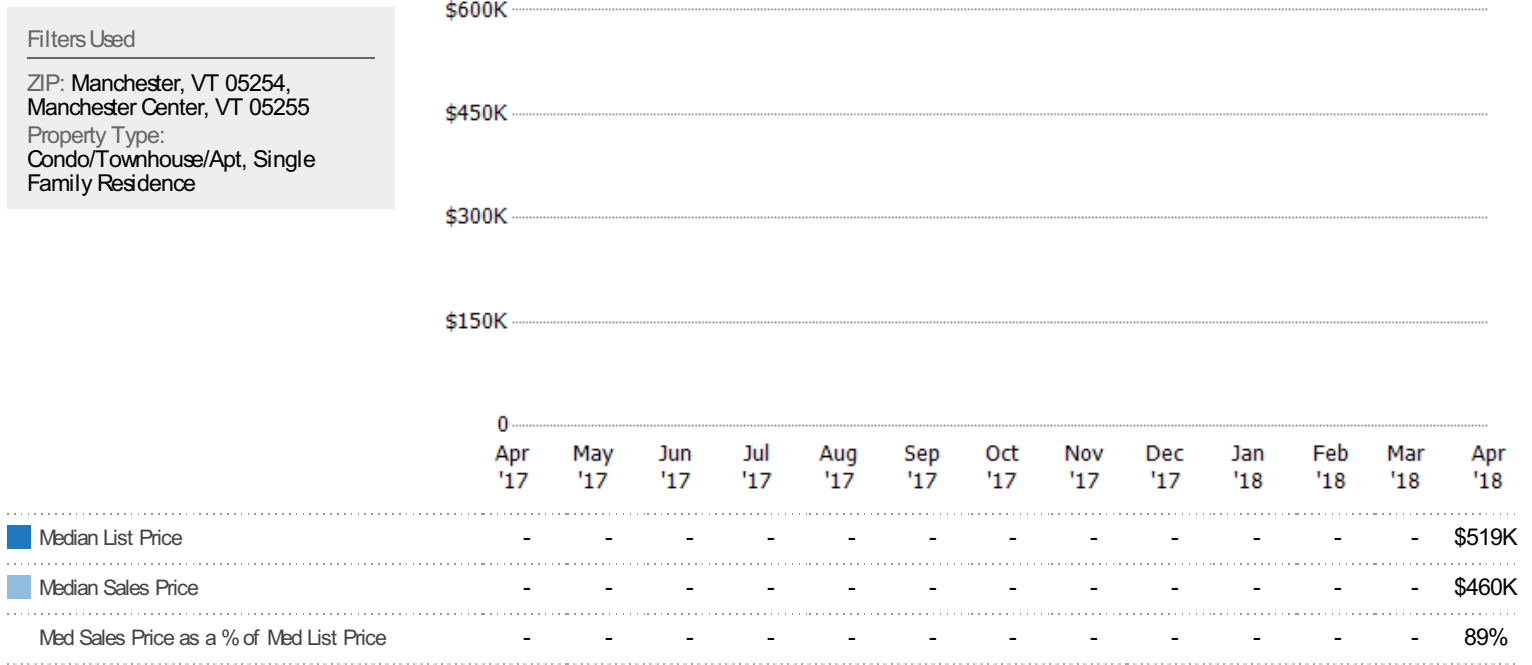 Filters Used
ZIP: Manchester, VT 05254,
Manchester Center, VT 05255
Property Type:
Condo/Townhouse/Apt, Single
Family Residence
$600K
$450K
$300K
$150K
0
Apr May Jun Jul Aug Sep Oct Nov Dec Jan Feb Mar Apr
'17 '17 '17 '17 '17 '17 '17 '17 '17 '18 '18 '18 '18
Median List Price - - - - - - - - - - - - $519K
Median Sales Price - - - - - - - - - - - - $460K
Med Sales Price as a % of Med List Price - - - - - - - - - - - - 89%